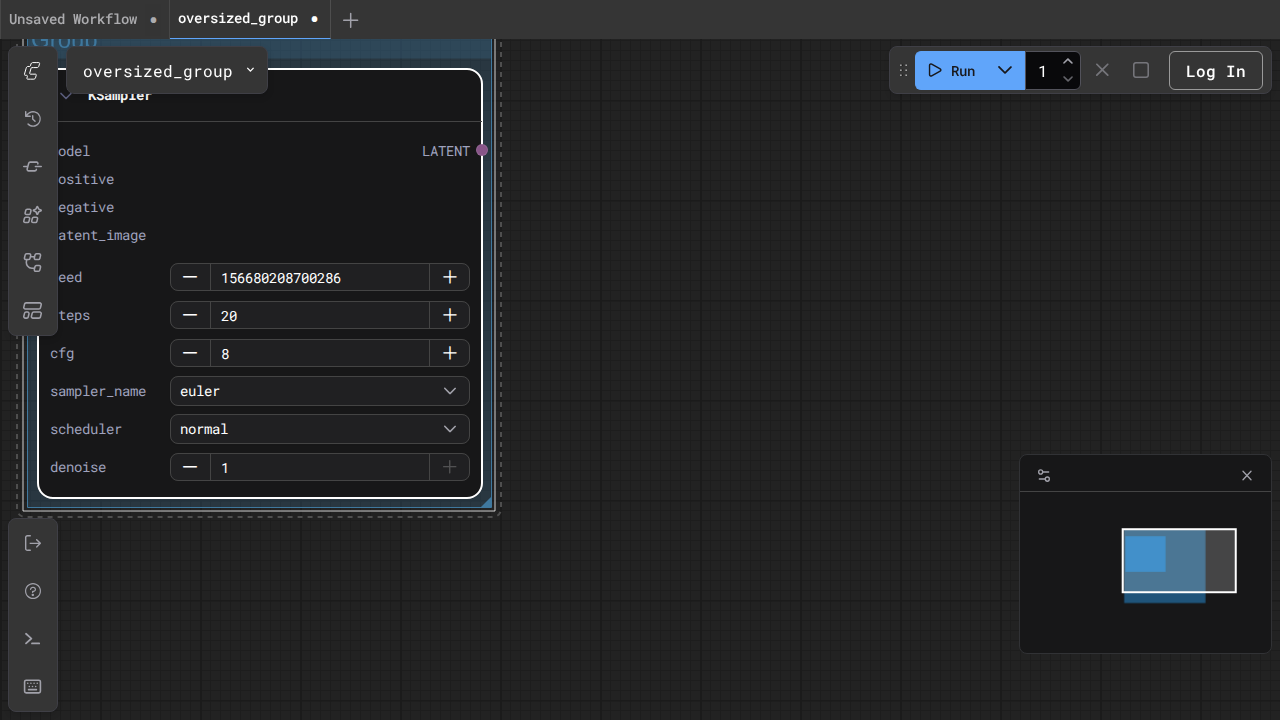 Unsaved Workflow
oversized_group
Group
oversized_group
Run
1
Log In
KSampler
odel
LATENT
ositive
egative
atent_image
eed
156680208700286
teps
20
cfg
8
sampler_name
euler
scheduler
normal
denoise
1